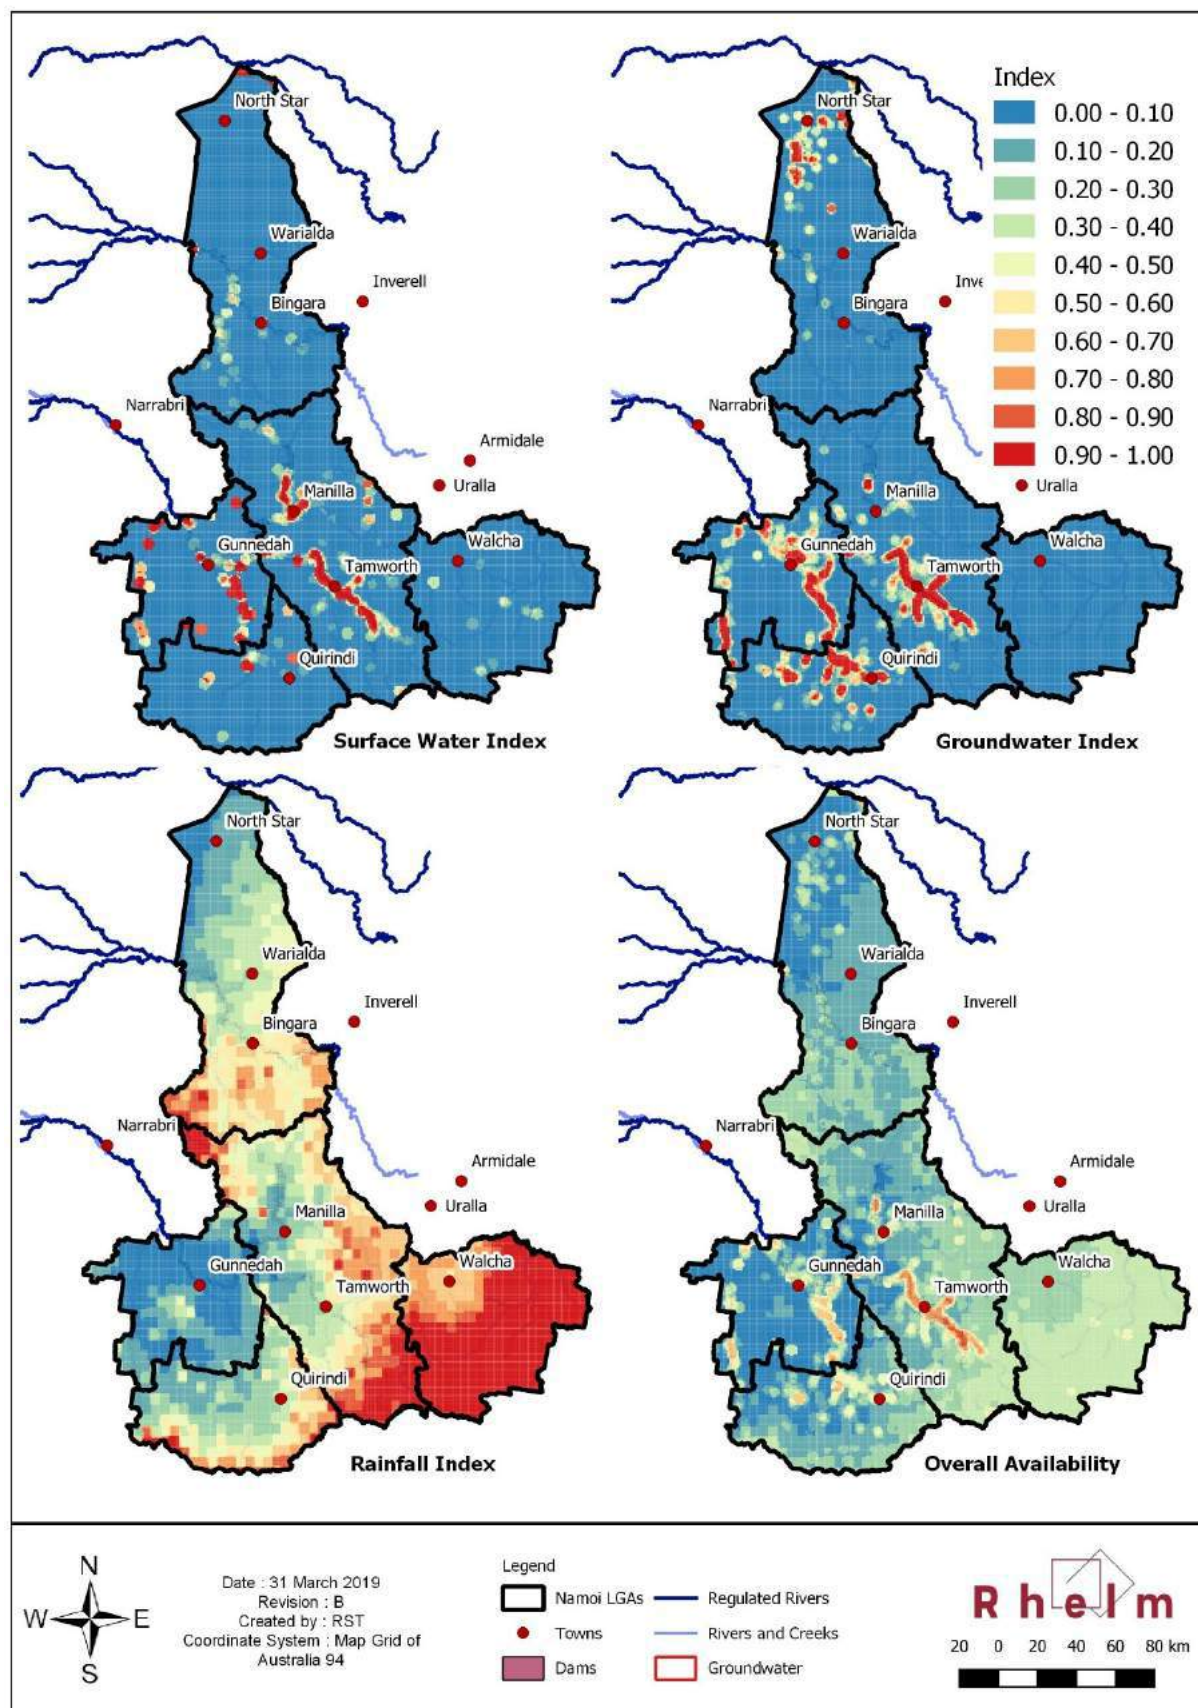 North Star
Warialda
Inverell
Bingara
Narrabri
Armidale
Uralla
Manilla
Gunnedah
Walcha
Tamworth
Quirindi
Surface Water Index
North Star
Warialda
Inve
Bingara
Narrabri
Uralla
Manilla
Gunnedah
Walcha
Tamworth
Quirindi
Groundwater Index
Index
0.00 - 0.10
0.10 - 0.20
0.20 - 0.30
0.30 - 0.40
0.40 - 0.50
0.50 - 0.60
0.60 - 0.70
0.70 - 0.80
0.80 - 0.90
0.90 - 1.00
North Star
Warialda
Inverell
Bingara
Narrabri
Armidale
Uralla
Manilla
Gunnedah
Walcha
Tamworth
Quirindi
Rainfall Index
North Star
Warialda
Inverell
Bingara
Narrabri
Armidale
Uralla
Manilla
Gunnedah
Walcha
Tamworth
Quirindi
Overall Availability
N
W
E
S
Date : 31 March 2019
Revision : B
Created by : RST
Coordinate System : Map Grid of
Australia 94
Legend
Namoi LGAs
Regulated Rivers
Towns
Rivers and Creeks
Dams
Groundwater
Rhelm
20 0 20 40 60 80 km